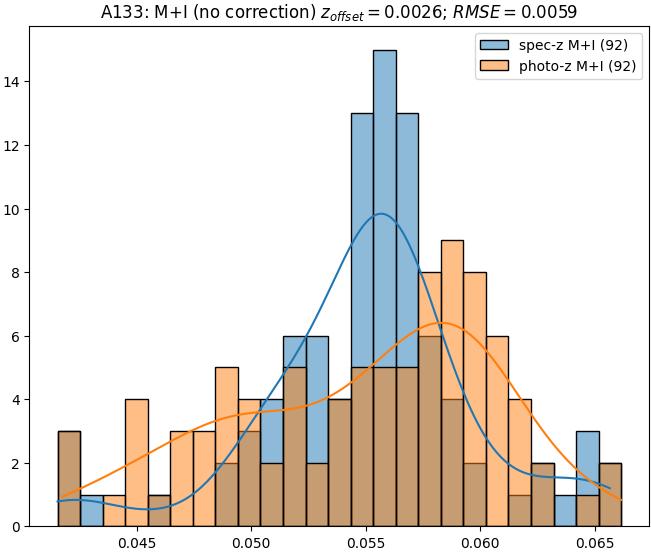 A133: M+I (no correction) z_offset = 0.0026; RMSE = 0.0059
spec-z M+I (92)
photo-z M+I (92)
14
12
10
8
6
4
2
0
0.045 0.050 0.055 0.060 0.065